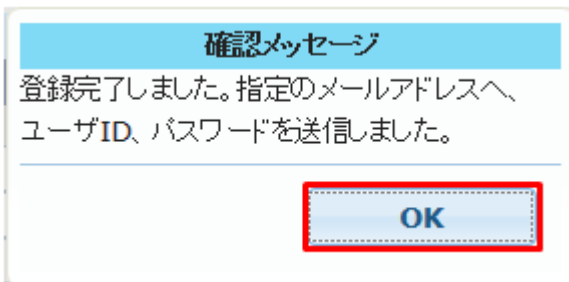 確認メッセージ
登録完了しました。指定のメールアドレスへ、
ユーザID、パスワードを送信しました。
OK